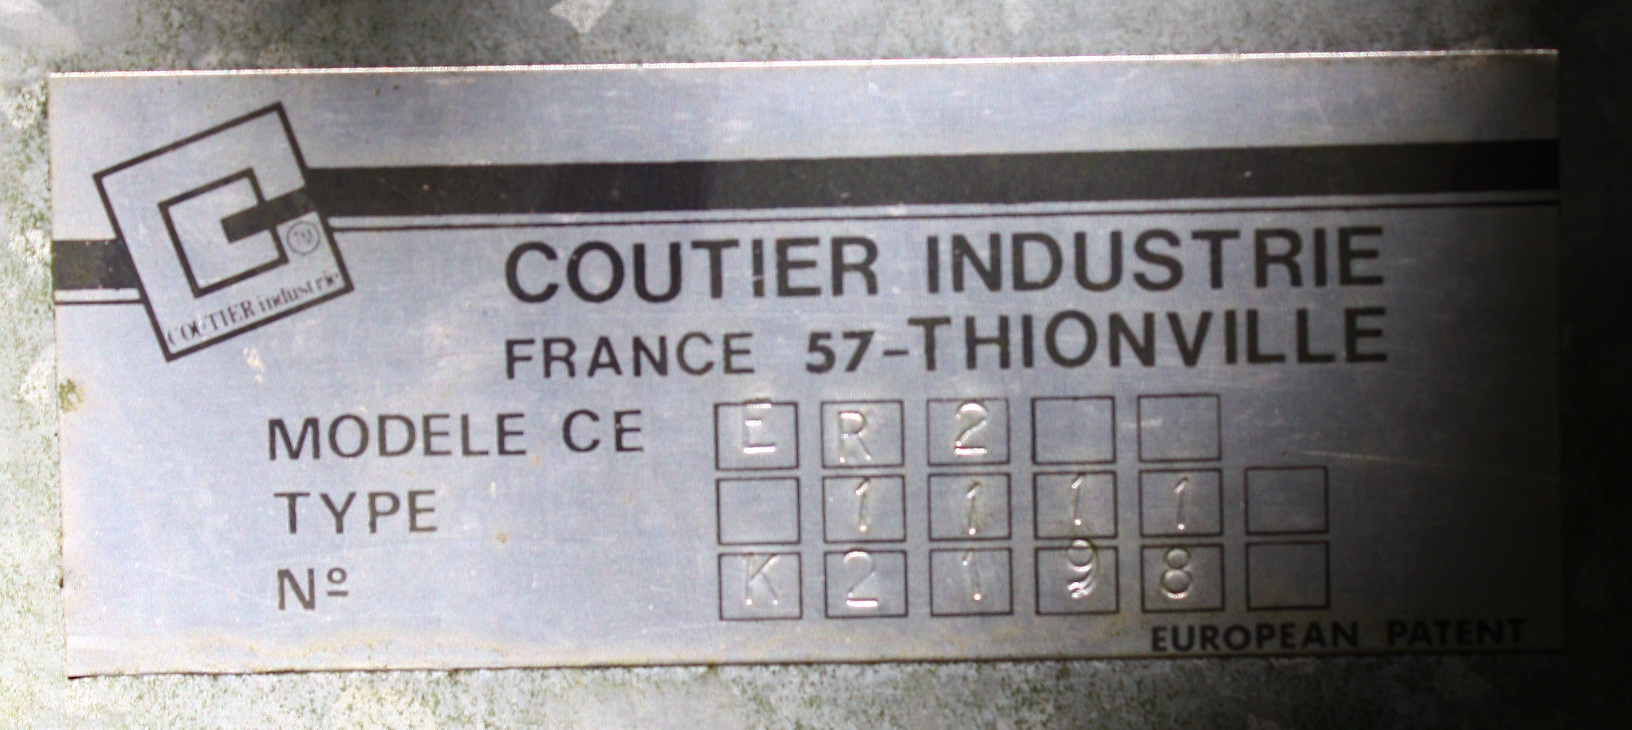 TM
COUTIER industrie
COUTIER INDUSTRIE
FRANCE 57-THIONVILLE
MODELE CE E R 2
TYPE 1 1 1 1
Nº K 2 1 9 8
EUROPEAN PATENT